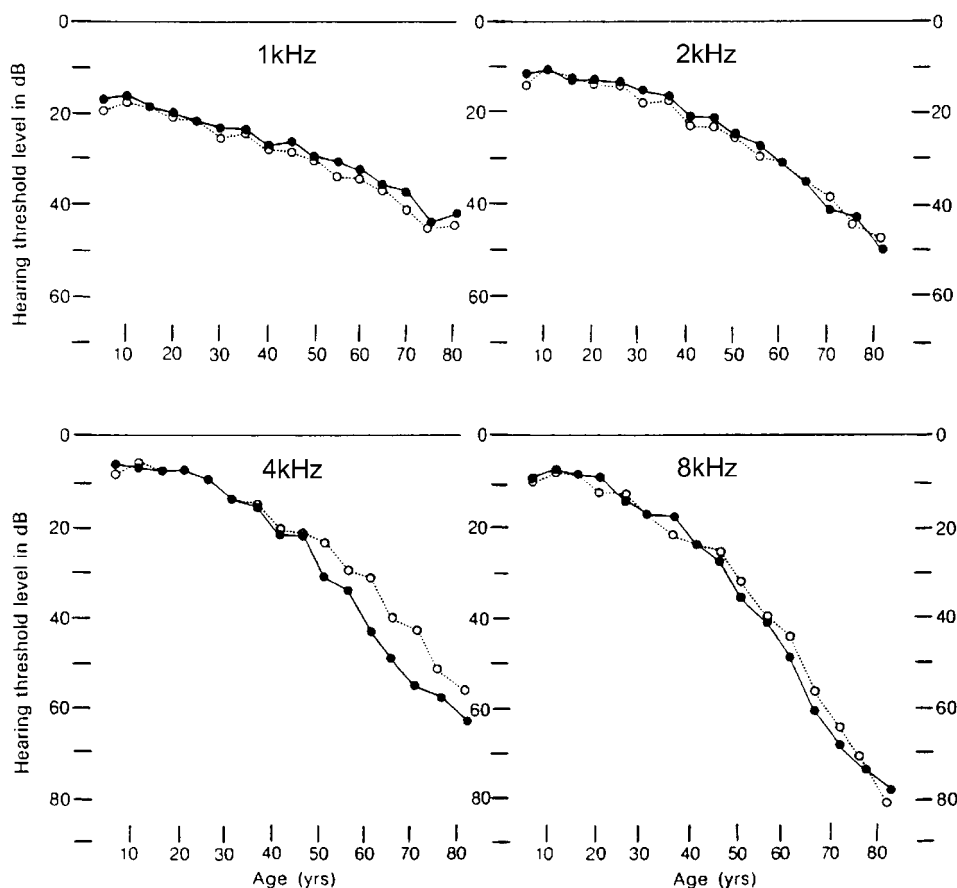 0 0 0
1kHz 2kHz
20 20 20
40 40 40
60 60 60
10 20 30 40 50 60 70 80 10 20 30 40 50 60 70 80
Hearing threshold level in dB
0 0 0
4kHz 8kHz
20 20 20
40 40 40
60 60 60
80 80 80
10 20 30 40 50 60 70 80 10 20 30 40 50 60 70 80
Age (yrs) Age (yrs)
Hearing threshold level in dB